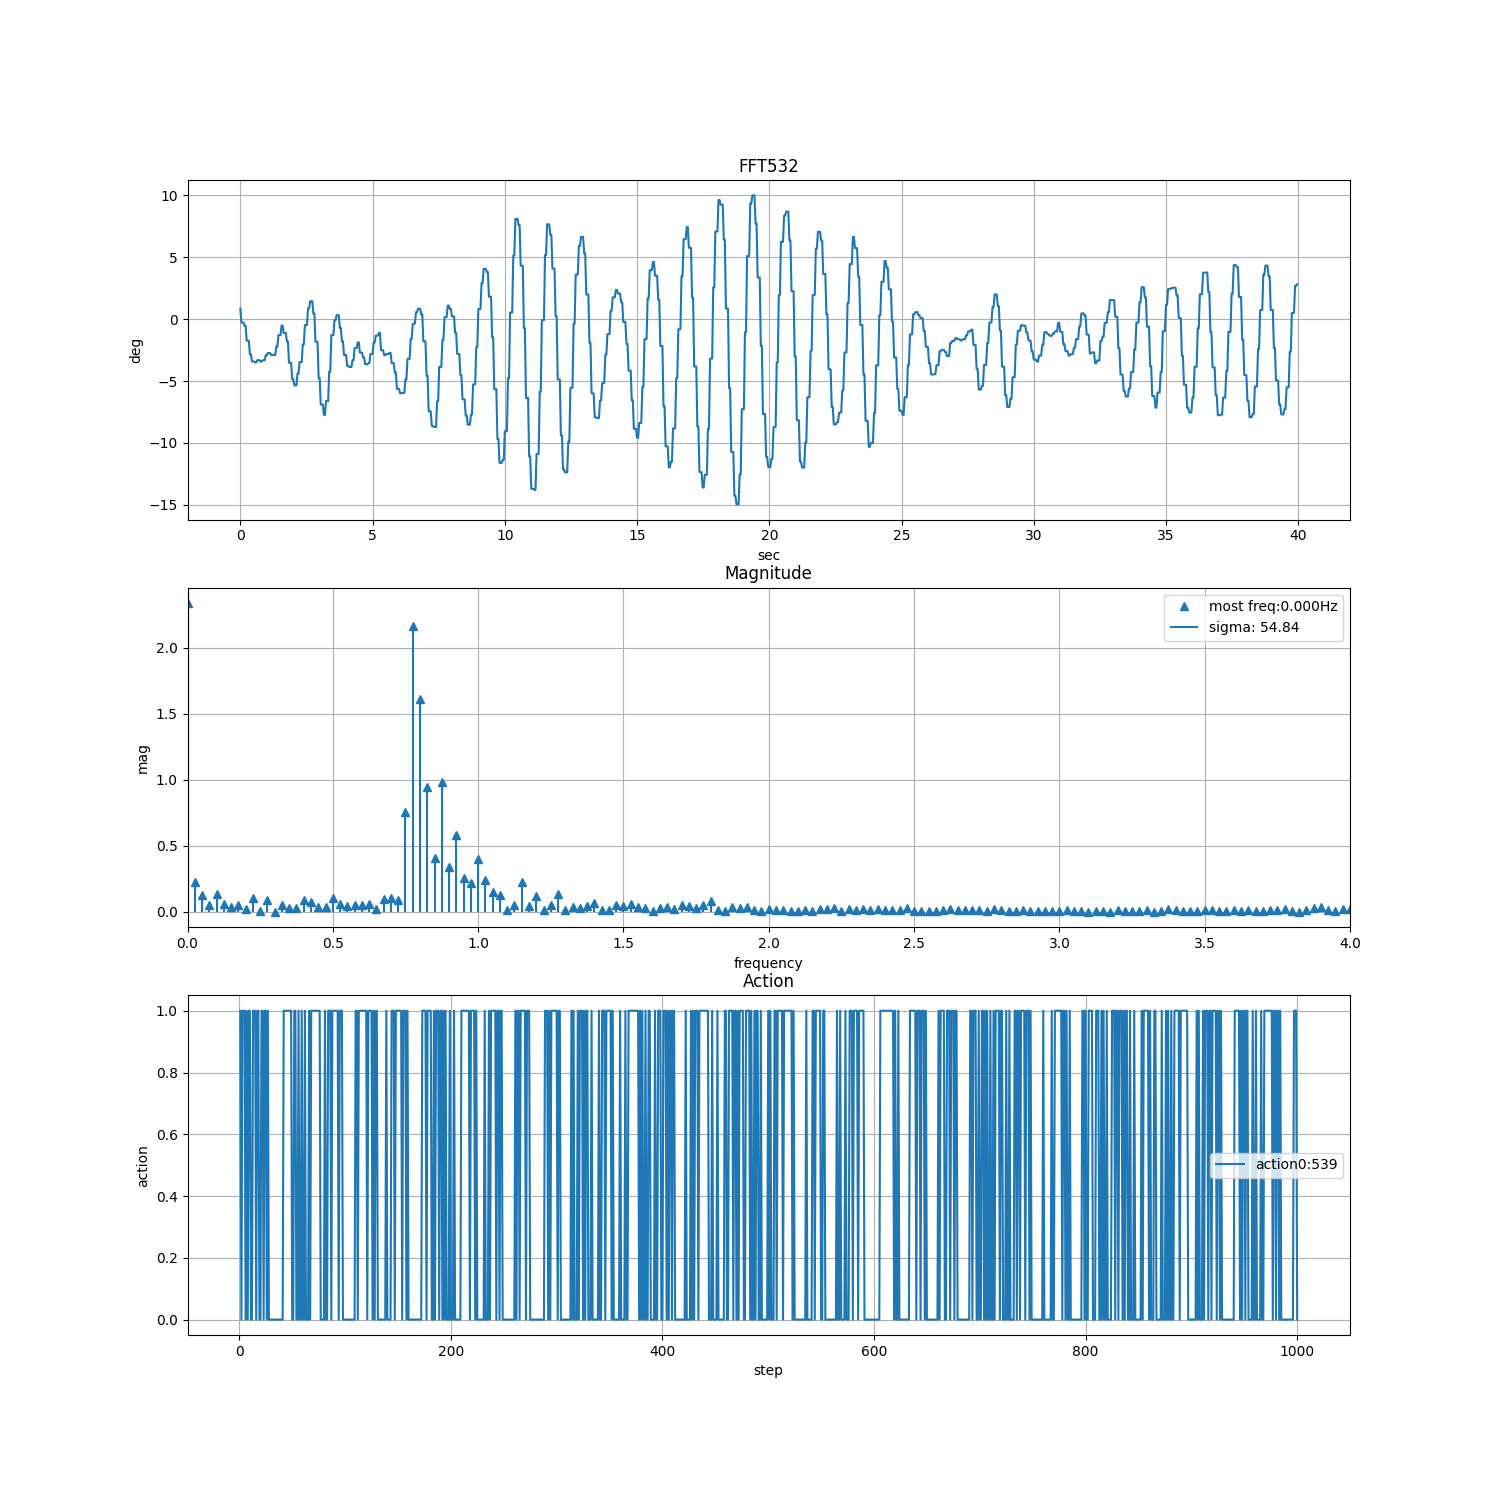 FFT532
10
5
0
−5
−10
−15
deg
0 5 10 15 20 25 30 35 40
sec
Magnitude
most freq:0.000Hz
sigma: 54.84
2.0
1.5
1.0
0.5
0.0
mag
0.0 0.5 1.0 1.5 2.0 2.5 3.0 3.5 4.0
frequency
Action
1.0
0.8
0.6
0.4
0.2
0.0
action
action0:539
0 200 400 600 800 1000
step